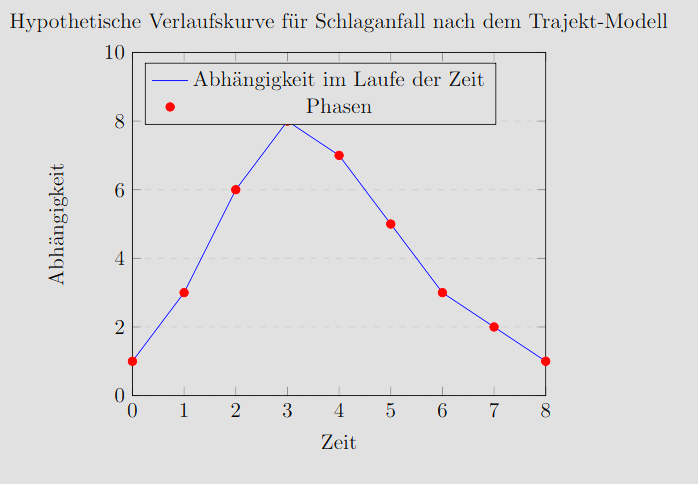 Hypothetische Verlaufskurve für Schlaganfall nach dem Trajekt-Modell
10
Abhängigkeit im Laufe der Zeit
Phasen
8
6
4
2
0
Abhängigkeit
0 1 2 3 4 5 6 7 8
Zeit